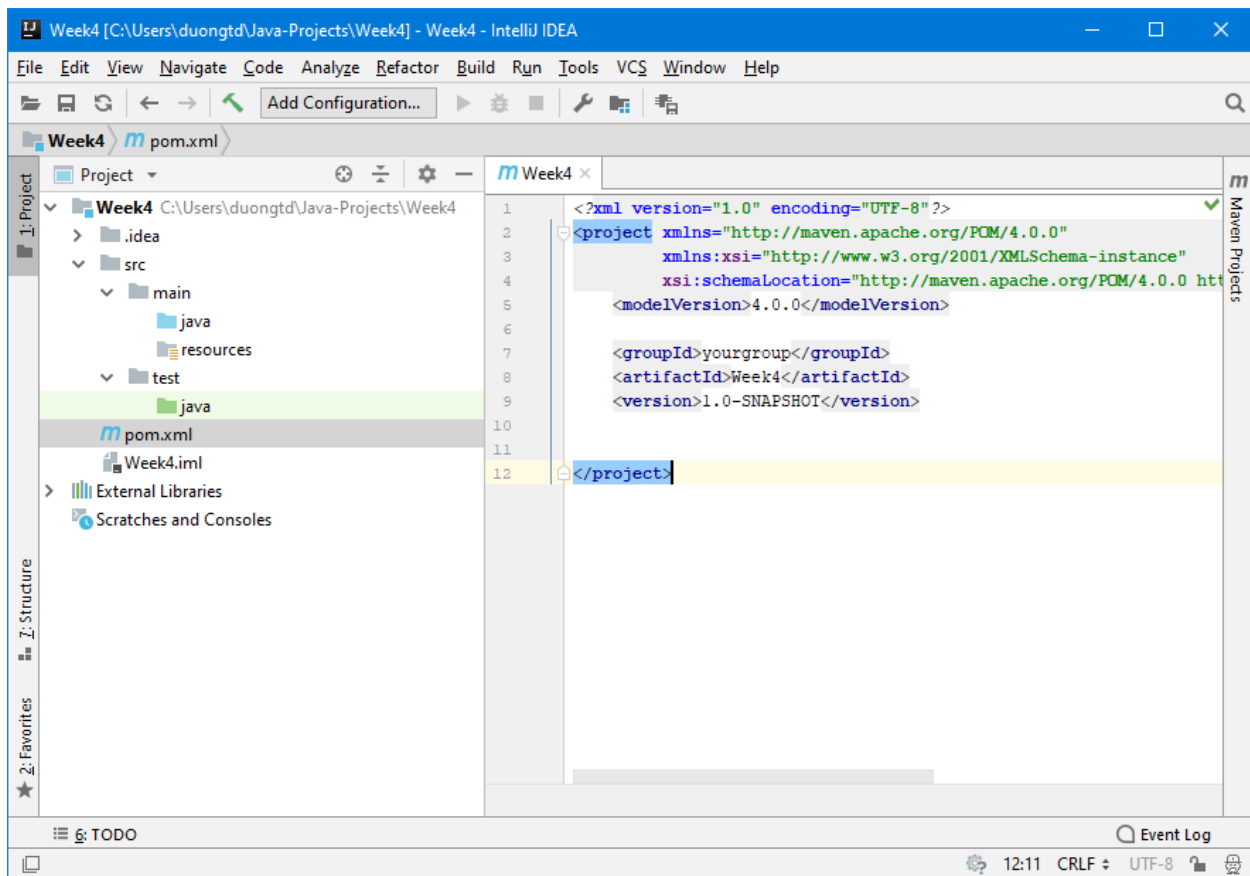 Week4 [C:\Users\duongtd\Java-Projects\Week4] - Week4 - IntelliJ IDEA
File Edit View Navigate Code Analyze Refactor Build Run Tools VCS Window Help
Add Configuration...
Week4 pom.xml
1: Project
Project
Week4 C:\Users\duongtd\Java-Projects\Week4
.idea
src
main
java
resources
test
java
pom.xml
Week4.iml
External Libraries
Scratches and Consoles
Week4
1 <?xml version="1.0" encoding="UTF-8"?>
2 <project xmlns="http://maven.apache.org/POM/4.0.0"
3 xmlns:xsi="http://www.w3.org/2001/XMLSchema-instance"
4 xsi:schemaLocation="http://maven.apache.org/POM/4.0.0 htt
5 <modelVersion>4.0.0</modelVersion>
6
7 <groupId>yourgroup</groupId>
8 <artifactId>Week4</artifactId>
9 <version>1.0-SNAPSHOT</version>
10
11
12 </project>
m Maven Projects
7: Structure
2: Favorites
6: TODO
Event Log
12:11 CRLF UTF-8